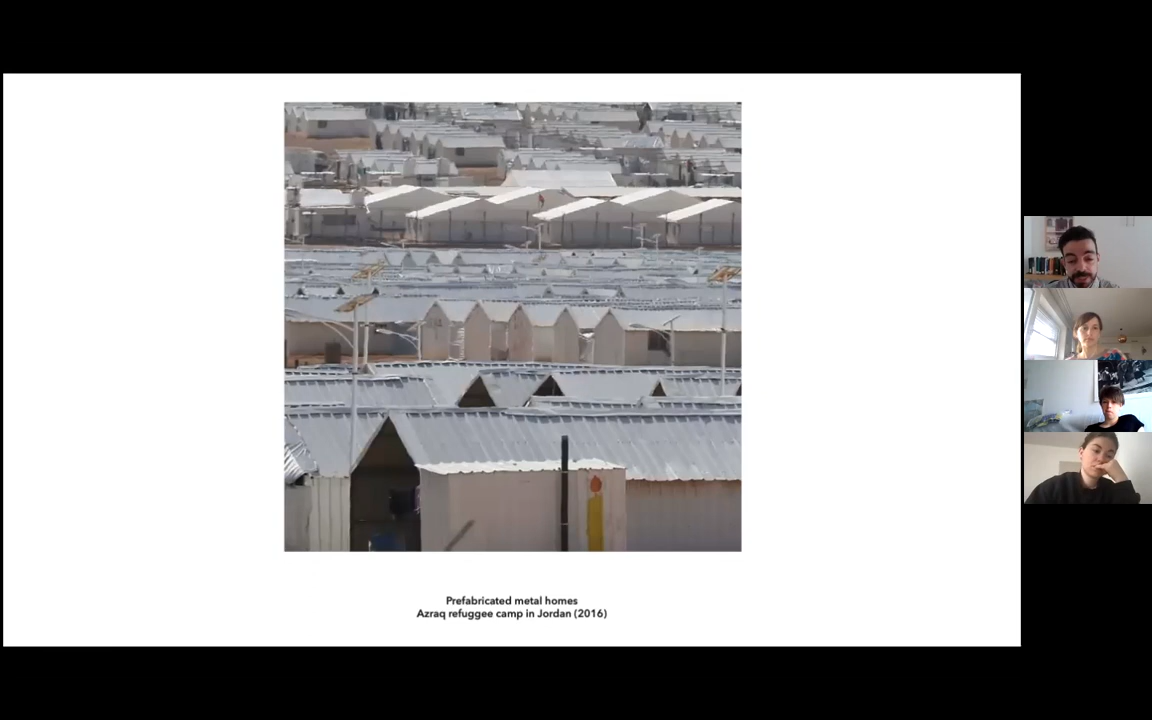 Prefabricated metal homes
Azraq refuggee camp in Jordan (2016)